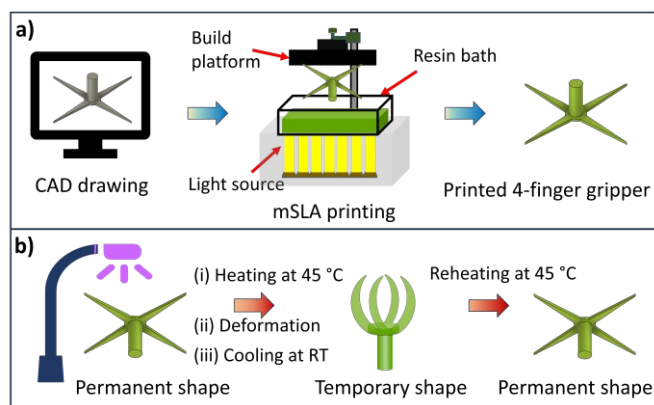 a)
Build
platform
Resin bath
Light source
CAD drawing
mSLA printing
Printed 4-finger gripper
b)
(i) Heating at 45 °C
(ii) Deformation
(iii) Cooling at RT
Reheating at 45 °C
Permanent shape
Temporary shape
Permanent shape